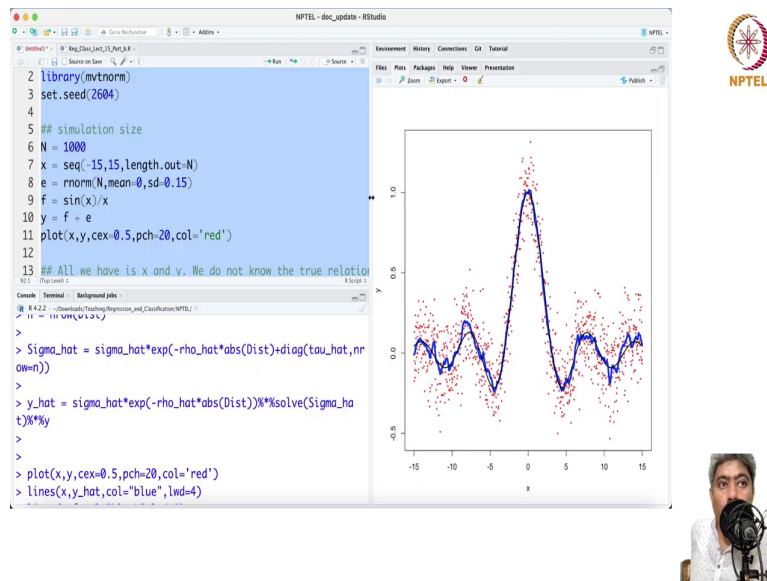 NPTEL - doc_update - RStudio
Go to file/function
Addins
NPTEL
Untitled1*
Reg_Class_Lect_15_Part_b.R
Source on Save
Run
Source
2 library(mvtnorm)
3 set.seed(2604)
4
5 ## simulation size
6 N = 1000
7 x = seq(-15,15,length.out=N)
8 e = rnorm(N,mean=0,sd=0.15)
9 f = sin(x)/x
10 y = f + e
11 plot(x,y,cex=0.5,pch=20,col='red')
12
13 ## All we have is x and y. We do not know the true relation
92:1 (Top Level) R Script
Console Terminal Background Jobs
R 4.2.2 · ~/Downloads/Teaching/Regression_and_Classification/NPTEL/
>
> Sigma_hat = sigma_hat*exp(-rho_hat*abs(Dist)+diag(tau_hat,nr
ow=n))
>
> y_hat = sigma_hat*exp(-rho_hat*abs(Dist))%*%solve(Sigma_ha
t)%*%y
>
>
> plot(x,y,cex=0.5,pch=20,col='red')
> lines(x,y_hat,col="blue",lwd=4)
Environment History Connections Git Tutorial
Files Plots Packages Help Viewer Presentation
Zoom Export Publish
1.0
0.5
0.0
-0.5
y
-15 -10 -5 0 5 10 15
x
NPTEL